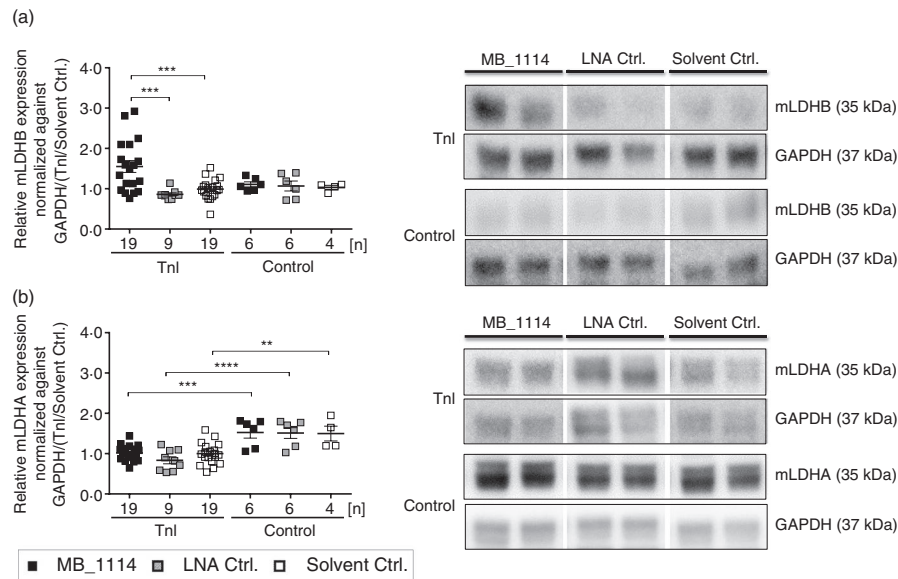 (a)
Relative mLDHB expression
normalized against
GAPDH/(TnI/Solvent Ctrl.)
4·0
3·0
2·0
1·0
0·0
***
***
19 9 19 6 6 4 [n]
TnI Control
MB_1114 LNA Ctrl. Solvent Ctrl.
TnI
mLDHB (35 kDa)
GAPDH (37 kDa)
Control
mLDHB (35 kDa)
GAPDH (37 kDa)
(b)
Relative mLDHA expression
normalized against
GAPDH/(TnI/Solvent Ctrl.)
4·0
3·0
2·0
1·0
0·0
**
****
***
19 9 19 6 6 4 [n]
TnI Control
MB_1114 LNA Ctrl. Solvent Ctrl.
TnI
mLDHA (35 kDa)
GAPDH (37 kDa)
Control
mLDHA (35 kDa)
GAPDH (37 kDa)
MB_1114 LNA Ctrl. Solvent Ctrl.